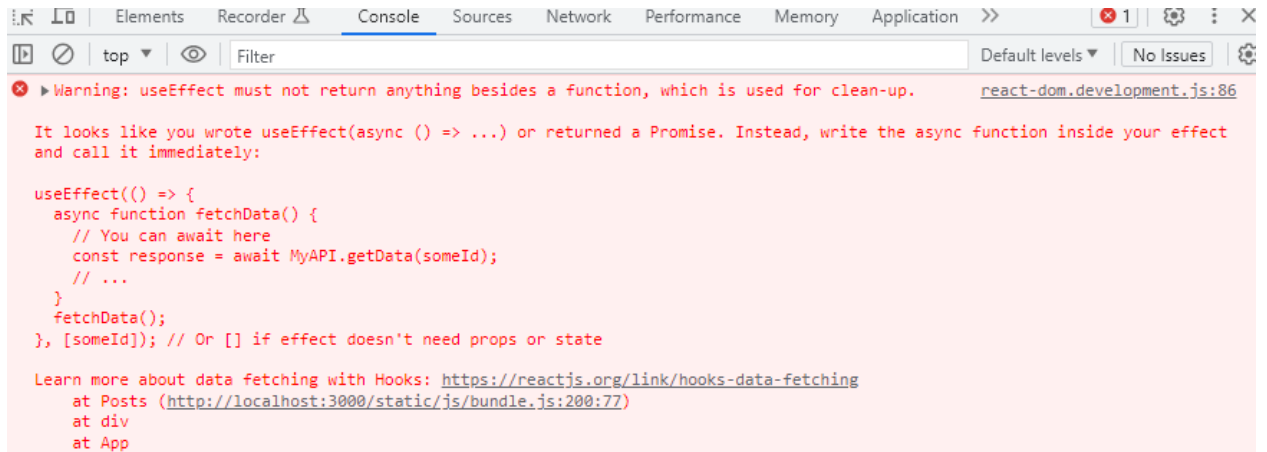 Elements Recorder Console Sources Network Performance Memory Application >> 1
top ▼ Filter Default levels ▼ No Issues
▶Warning: useEffect must not return anything besides a function, which is used for clean-up. react-dom.development.js:86
It looks like you wrote useEffect(async () => ...) or returned a Promise. Instead, write the async function inside your effect
and call it immediately:
useEffect(() => {
  async function fetchData() {
    // You can await here
    const response = await MyAPI.getData(someId);
    // ...
  }
  fetchData();
}, [someId]); // Or [] if effect doesn't need props or state
Learn more about data fetching with Hooks: https://reactjs.org/link/hooks-data-fetching
    at Posts (http://localhost:3000/static/js/bundle.js:200:77)
    at div
    at App